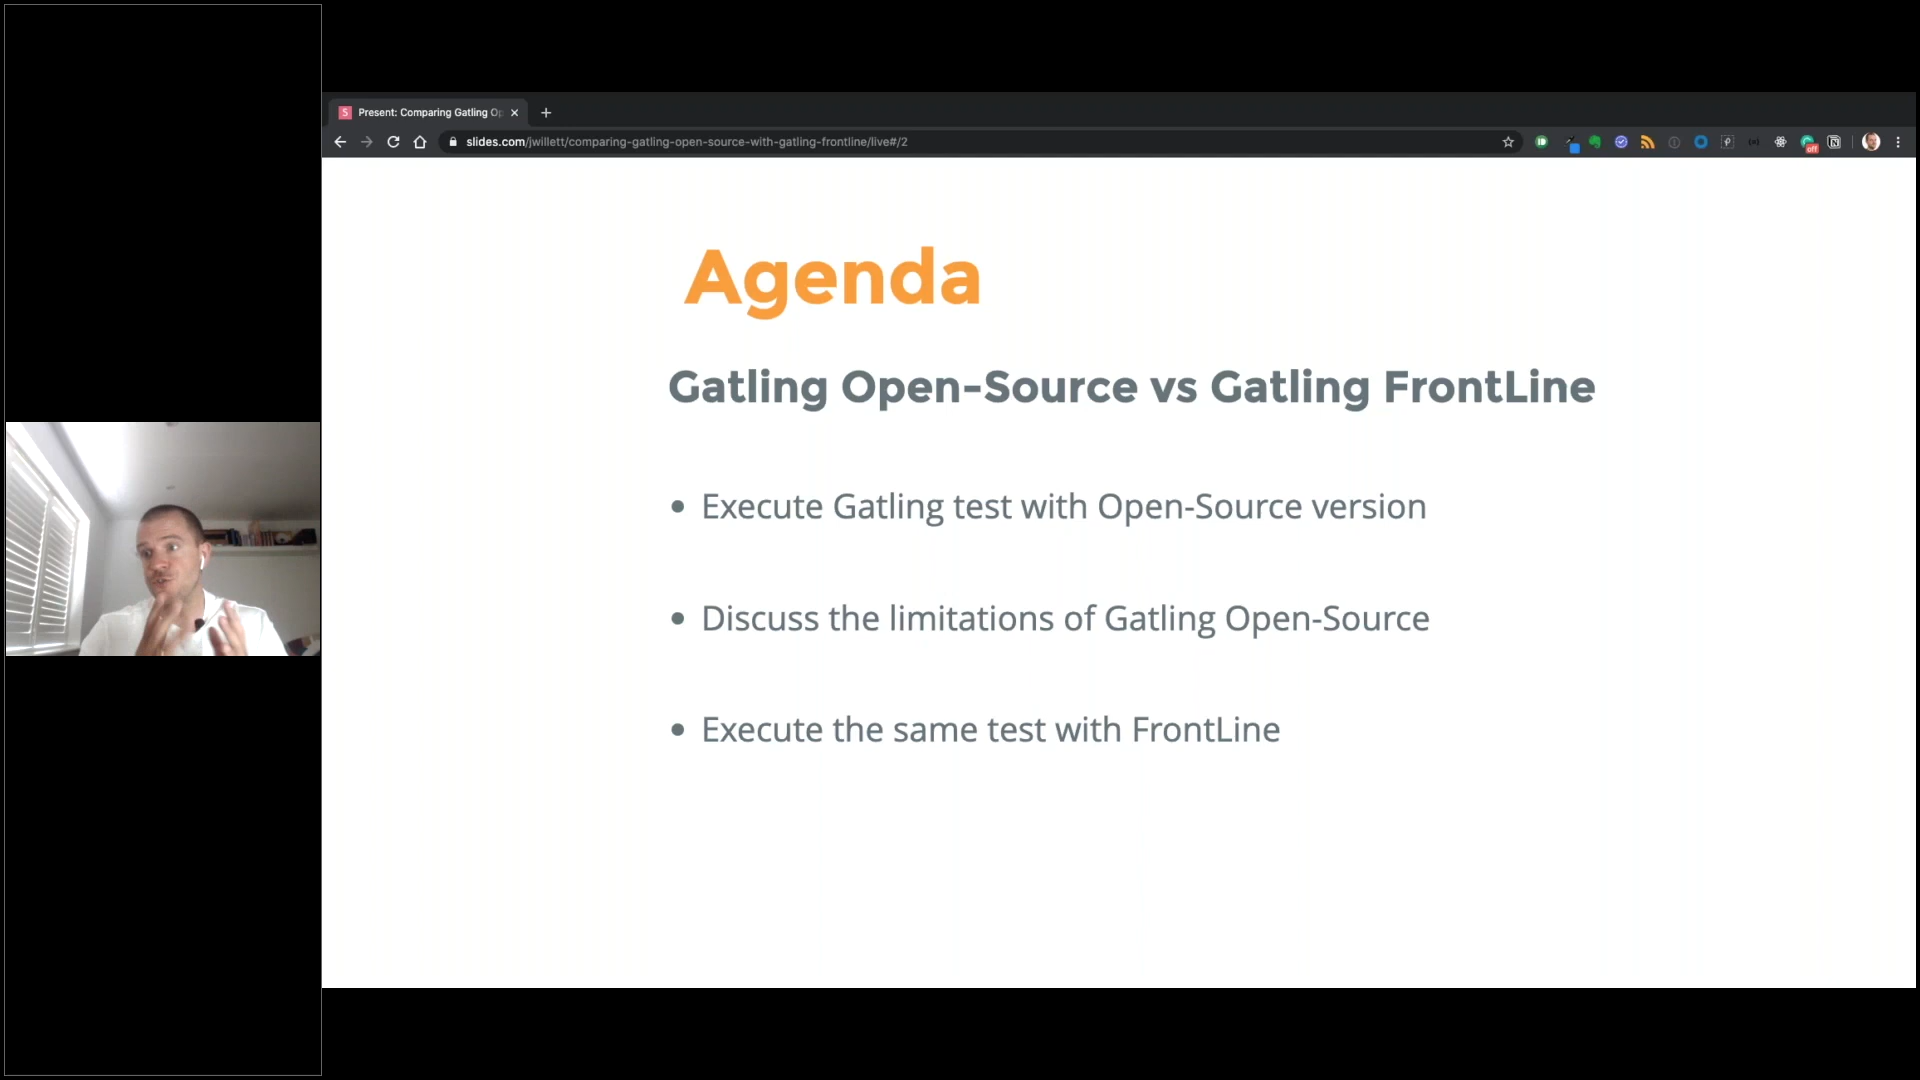 S Present: Comparing Gatling Op
slides.com/jwillett/comparing-gatling-open-source-with-gatling-frontline/live#/2
off
Agenda
Gatling Open-Source vs Gatling FrontLine
• Execute Gatling test with Open-Source version
• Discuss the limitations of Gatling Open-Source
• Execute the same test with FrontLine